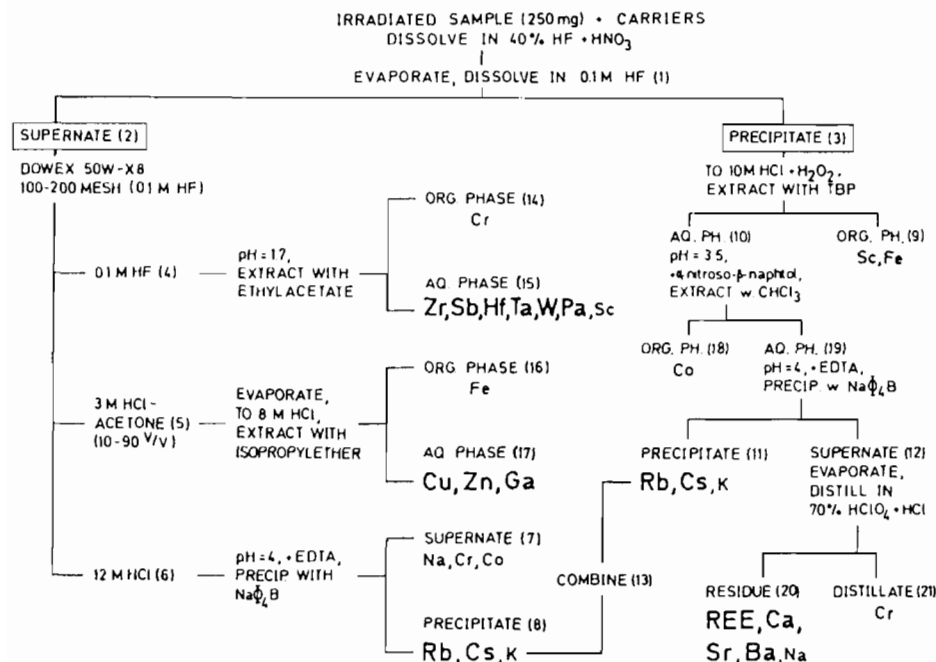 IRRADIATED SAMPLE (250mg) + CARRIERS
DISSOLVE IN 40% HF + HNO3
EVAPORATE, DISSOLVE IN 0.1 M HF (1)
SUPERNATE (2)
DOWEX 50W-X8
100-200 MESH (0.1 M HF)
0.1 M HF (4)
pH = 1.7,
EXTRACT WITH
ETHYLACETATE
ORG. PHASE (14)
Cr
AQ. PHASE (15)
Zr,Sb,Hf,Ta,W,Pa,Sc
3 M HCl-
ACETONE (5)
(10-90 V/V)
EVAPORATE,
TO 8 M HCl,
EXTRACT WITH
ISOPROPYLETHER
ORG. PHASE (16)
Fe
AQ. PHASE (17)
Cu,Zn,Ga
12 M HCl (6)
pH=4, +EDTA,
PRECIP. WITH
NaΦ4B
SUPERNATE (7)
Na,Cr,Co
PRECIPITATE (8)
Rb,Cs,K
PRECIPITATE (3)
TO 10M HCl+H2O2,
EXTRACT WITH TBP
AQ. PH. (10)
pH = 3.5,
+α nitroso-β-naphtol,
EXTRACT w. CHCl3
ORG. PH. (9)
Sc,Fe
ORG. PH. (18)
Co
AQ. PH. (19)
pH=4, +EDTA,
PRECIP. w NaΦ4B
PRECIPITATE (11)
Rb,Cs,K
SUPERNATE (12)
EVAPORATE,
DISTILL IN
70% HClO4+HCl
COMBINE (13)
RESIDUE (20)
REE,Ca,
Sr,Ba,Na
DISTILLATE (21)
Cr